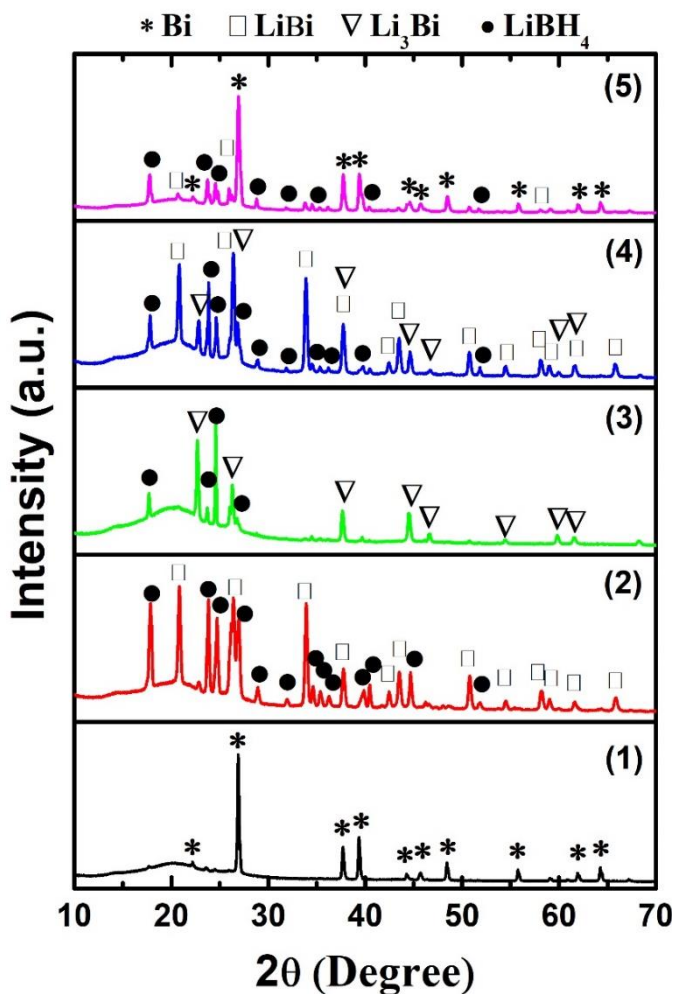 * Bi □ LiBi ▽ Li₃Bi ● LiBH₄
(5)
(4)
(3)
(2)
(1)
Intensity (a.u.)
10 20 30 40 50 60 70
2θ (Degree)